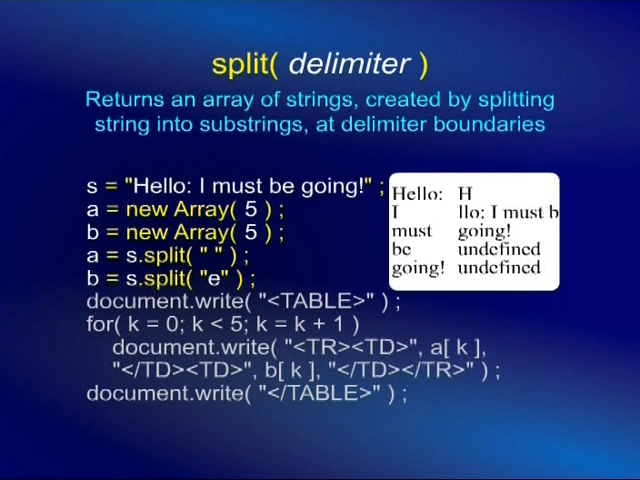 split( delimiter )
Returns an array of strings, created by splitting
string into substrings, at delimiter boundaries
s = "Hello: I must be going!" ;
a = new Array( 5 ) ;
b = new Array( 5 ) ;
a = s.split( " " ) ;
b = s.split( "e" ) ;
document.write( "<TABLE>" ) ;
for( k = 0; k < 5; k = k + 1 )
document.write( "<TR><TD>", a[ k ],
"</TD><TD>", b[ k ], "</TD></TR>" ) ;
document.write( "</TABLE>" ) ;
Hello: H
I llo: I must b
must going!
be undefined
going! undefined